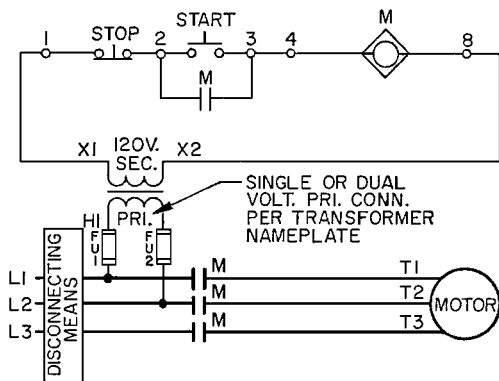 START
1 STOP 2 3 4 M 8
M
X1 120V. X2
SEC.
SINGLE OR DUAL
VOLT. PRI. CONN.
PER TRANSFORMER
NAMEPLATE
H1 PRI.
FU1 FU2
DISCONNECTING MEANS
L1 M T1
L2 M T2
L3 M T3
MOTOR